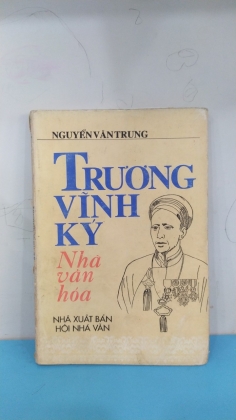 NGUYỄN VĂN TRUNG
TRƯƠNG
VĨNH
KÝ
Nhà
văn
hóa
NHÀ XUẤT BẢN
HỘI NHÀ VĂN